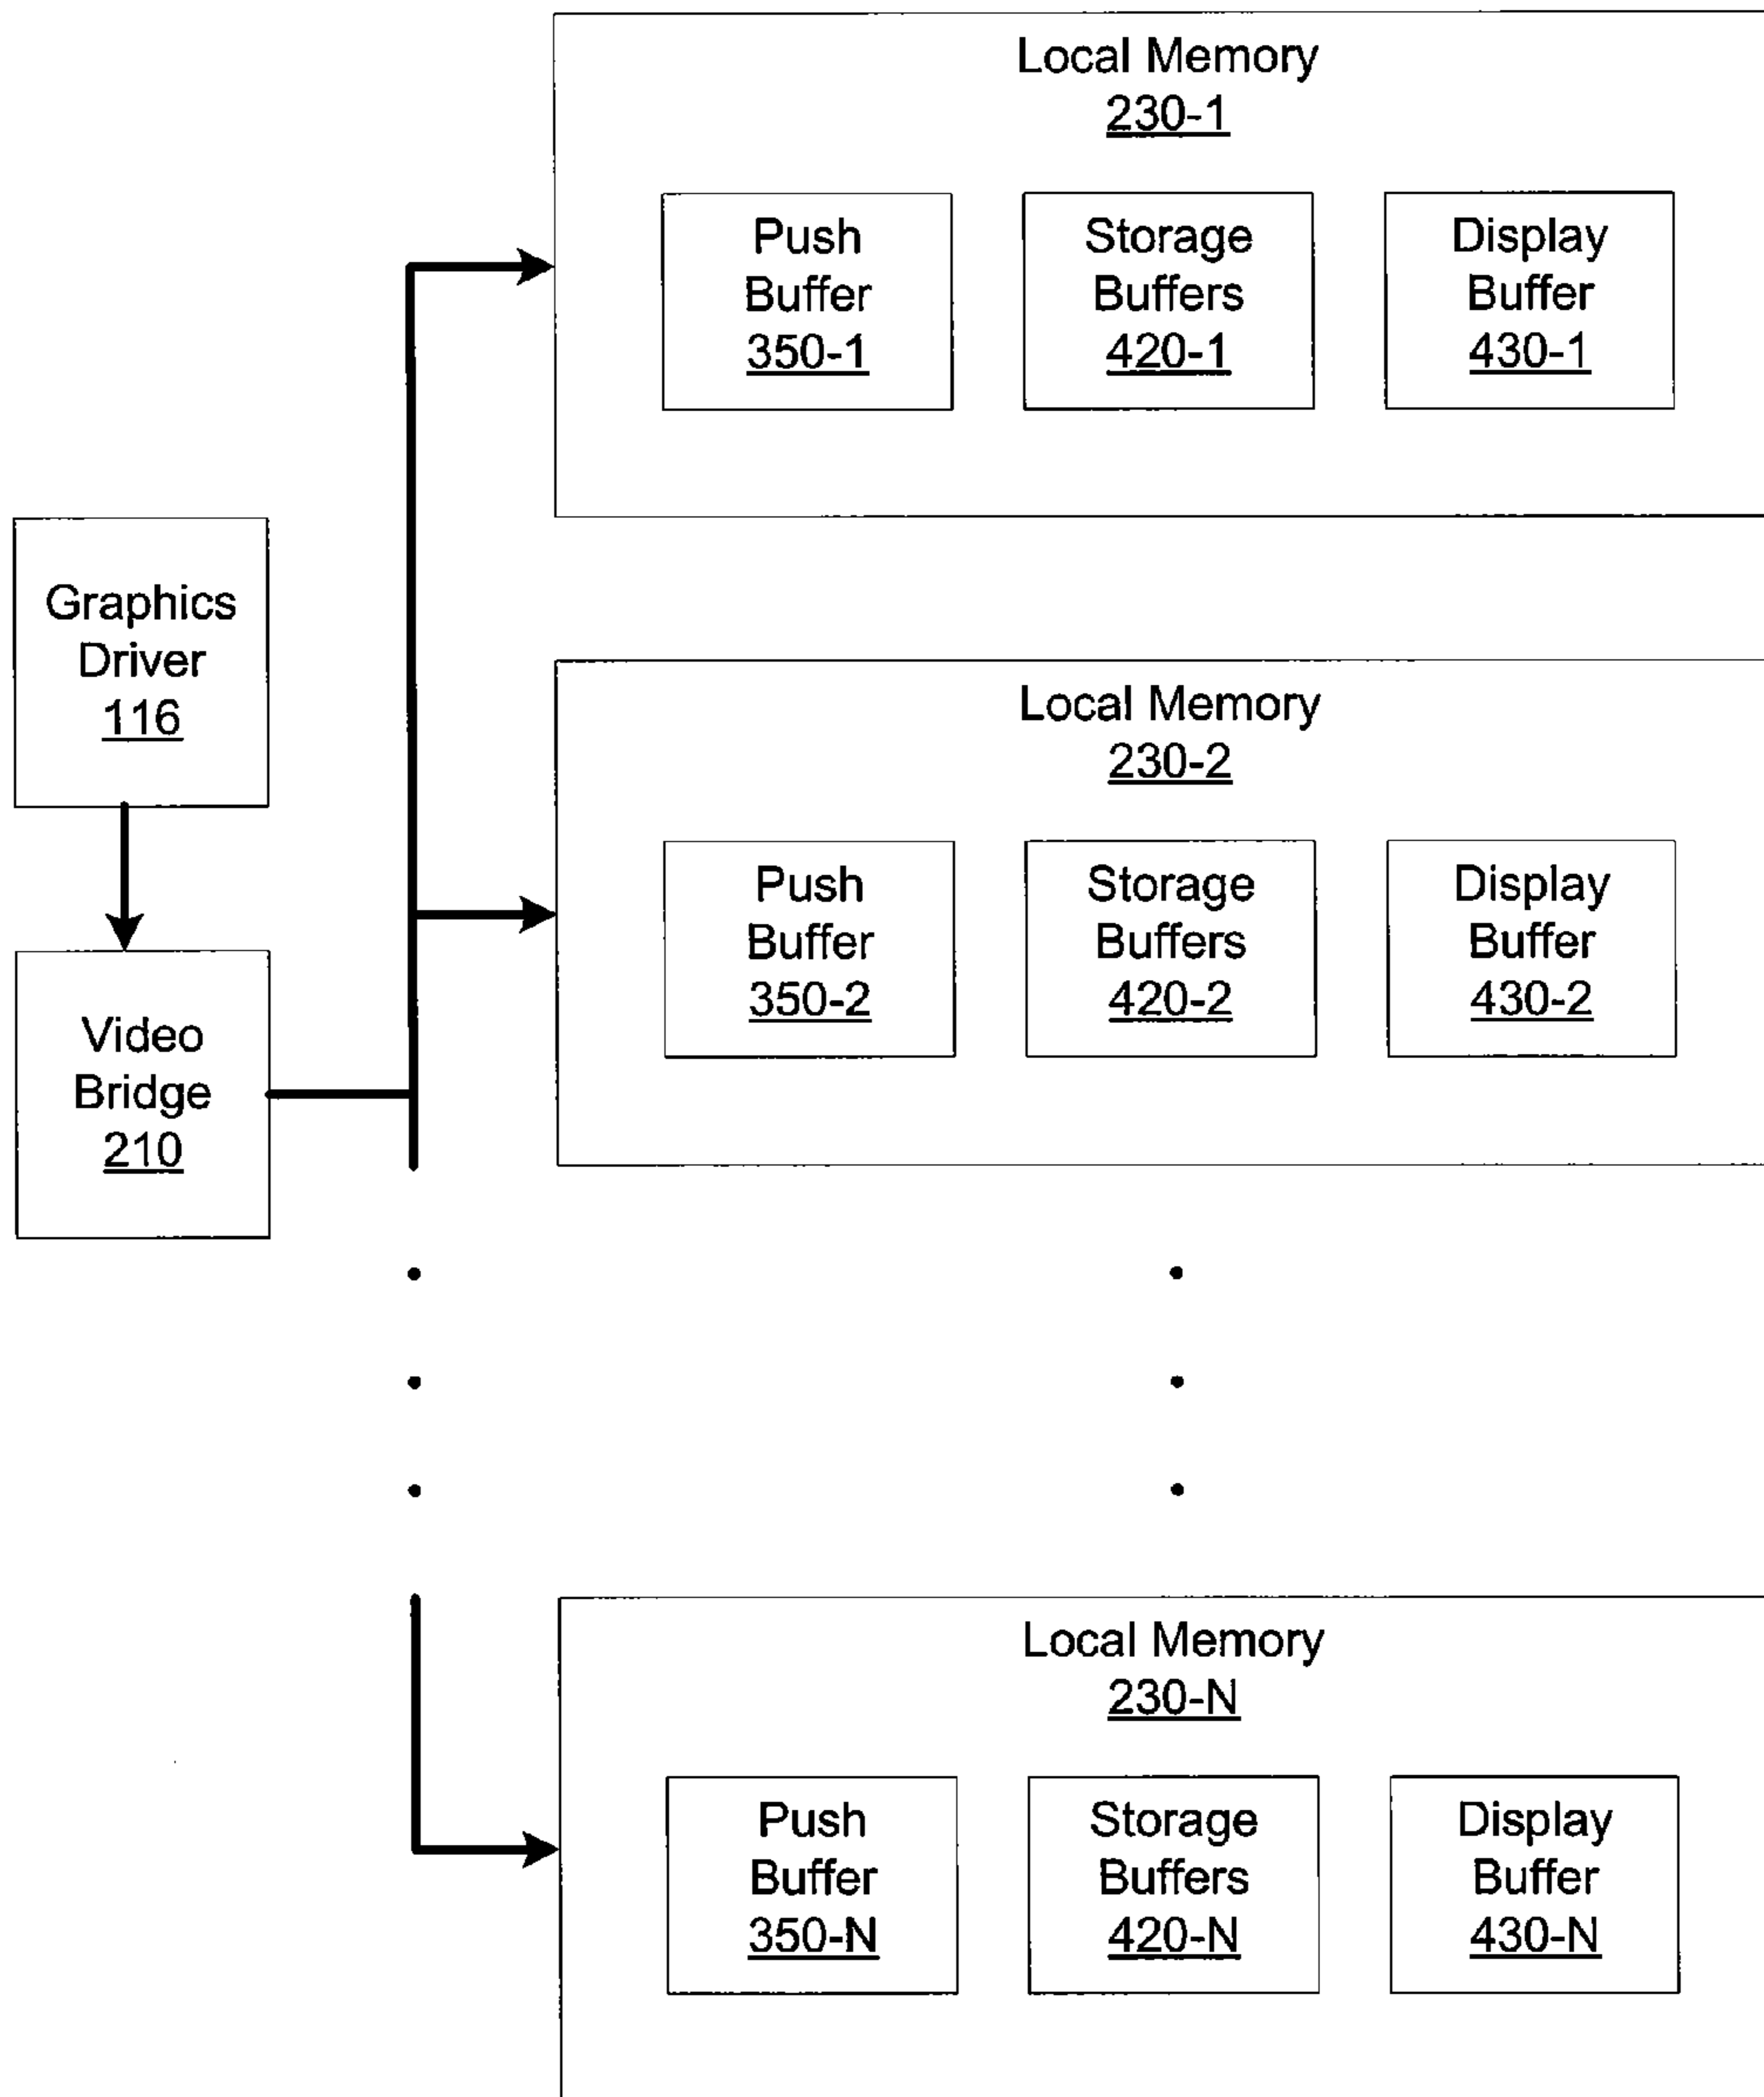 Local Memory
230-1
Push
Buffer
350-1
Storage
Buffers
420-1
Display
Buffer
430-1
Graphics
Driver
116
Local Memory
230-2
Push
Buffer
350-2
Storage
Buffers
420-2
Display
Buffer
430-2
Video
Bridge
210
Local Memory
230-N
Push
Buffer
350-N
Storage
Buffers
420-N
Display
Buffer
430-N